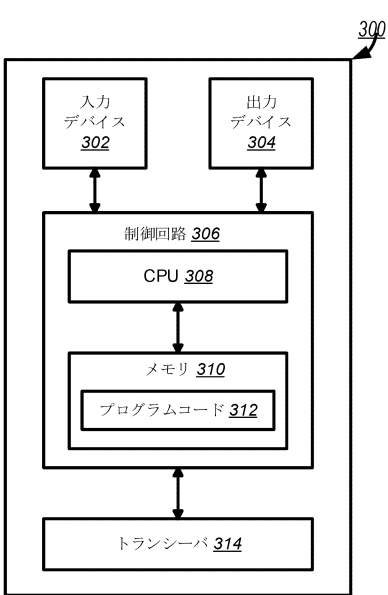 300
入力
デバイス
302
出力
デバイス
304
制御回路 306
CPU 308
メモリ 310
プログラムコード 312
トランシーバ 314